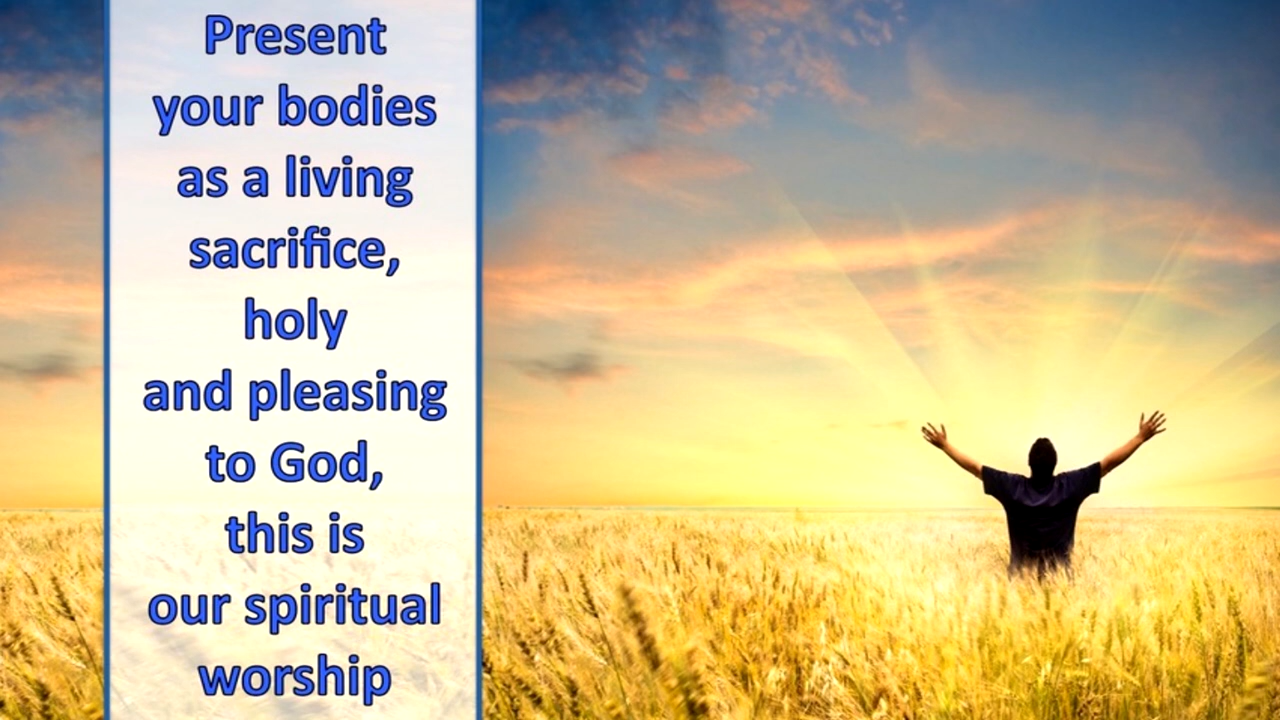 Present
your bodies
as a living
sacrifice,
holy
and pleasing
to God,
this is
our spiritual
worship